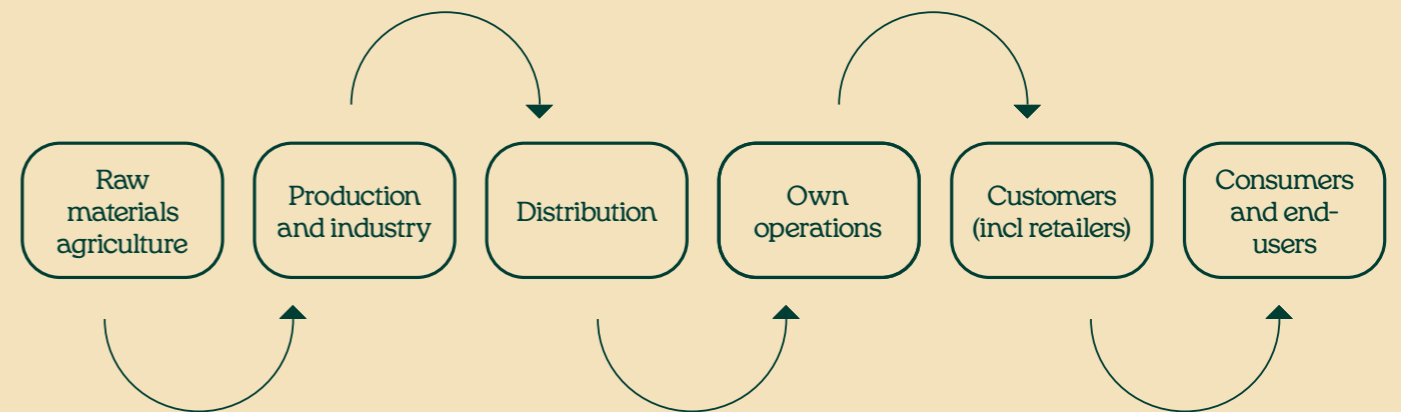 Raw
materials
agriculture
Production
and industry
Distribution
Own
operations
Customers
(incl retailers)
Consumers
and end-
users